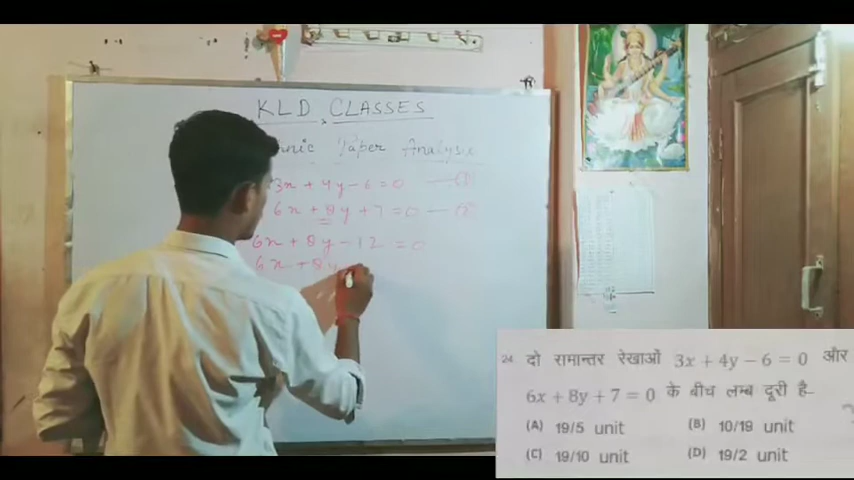 KLD CLASSES
Paper Analysis
3x + 4y - 6 = 0 — (1)
6x + 8y + 7 = 0 — (2)
6x + 8y - 12 = 0
6x + 8y
24 दो समान्तर रेखाओं 3x + 4y − 6 = 0 और
6x + 8y + 7 = 0 के बीच लम्ब दूरी है–
(A) 19/5 unit (B) 10/19 unit
(C) 19/10 unit (D) 19/2 unit